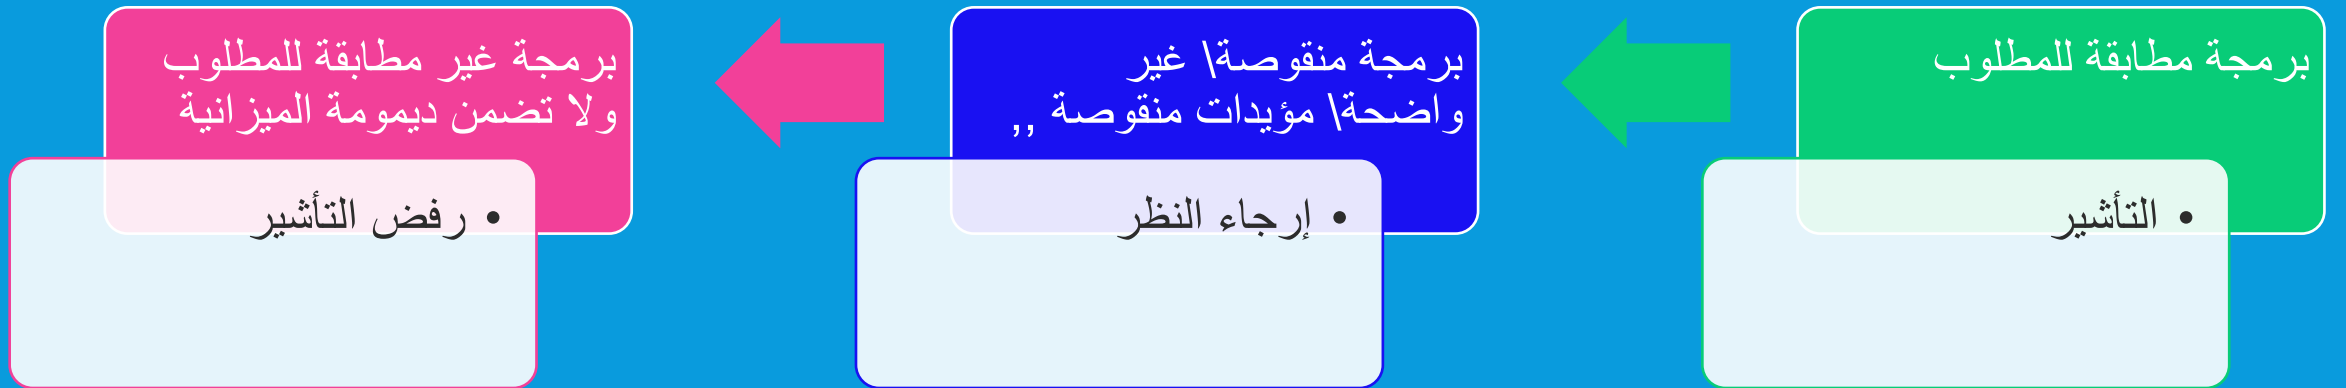 برمجة مطابقة للمطلوب
• التأشير
برمجة منقوصة\ غير
واضحة\ مؤيدات منقوصة ,,
• إرجاء النظر
برمجة غير مطابقة للمطلوب
ولا تضمن ديمومة الميزانية
• رفض التأشير